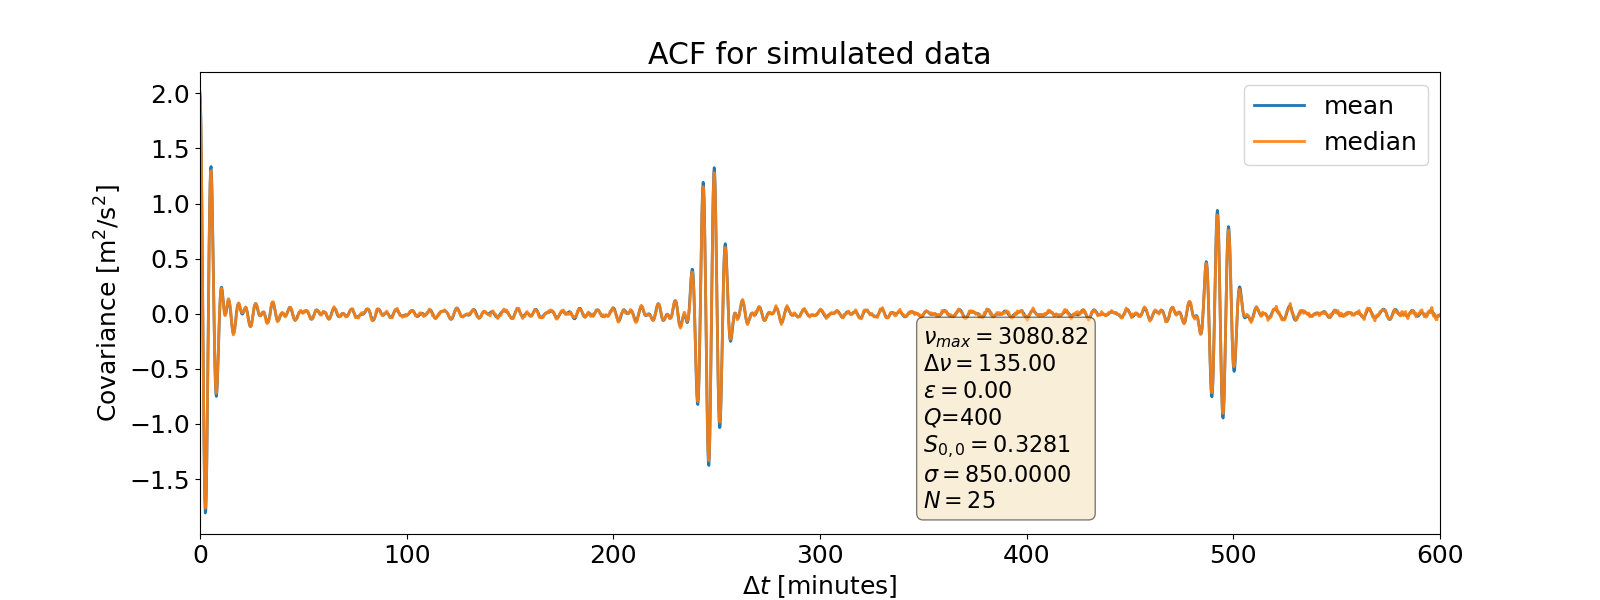 ACF for simulated data
Covariance [m²/s²]
2.0
1.5
1.0
0.5
0.0
−0.5
−1.0
−1.5
mean
median
ν_max = 3080.82
Δν = 135.00
ε = 0.00
Q=400
S_0,0 = 0.3281
σ = 850.0000
N = 25
0 100 200 300 400 500 600
Δt [minutes]